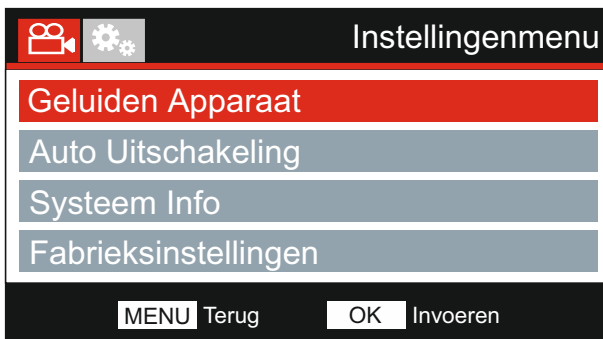 Instellingenmenu
Geluiden Apparaat
Auto Uitschakeling
Systeem Info
Fabrieksinstellingen
MENU Terug OK Invoeren